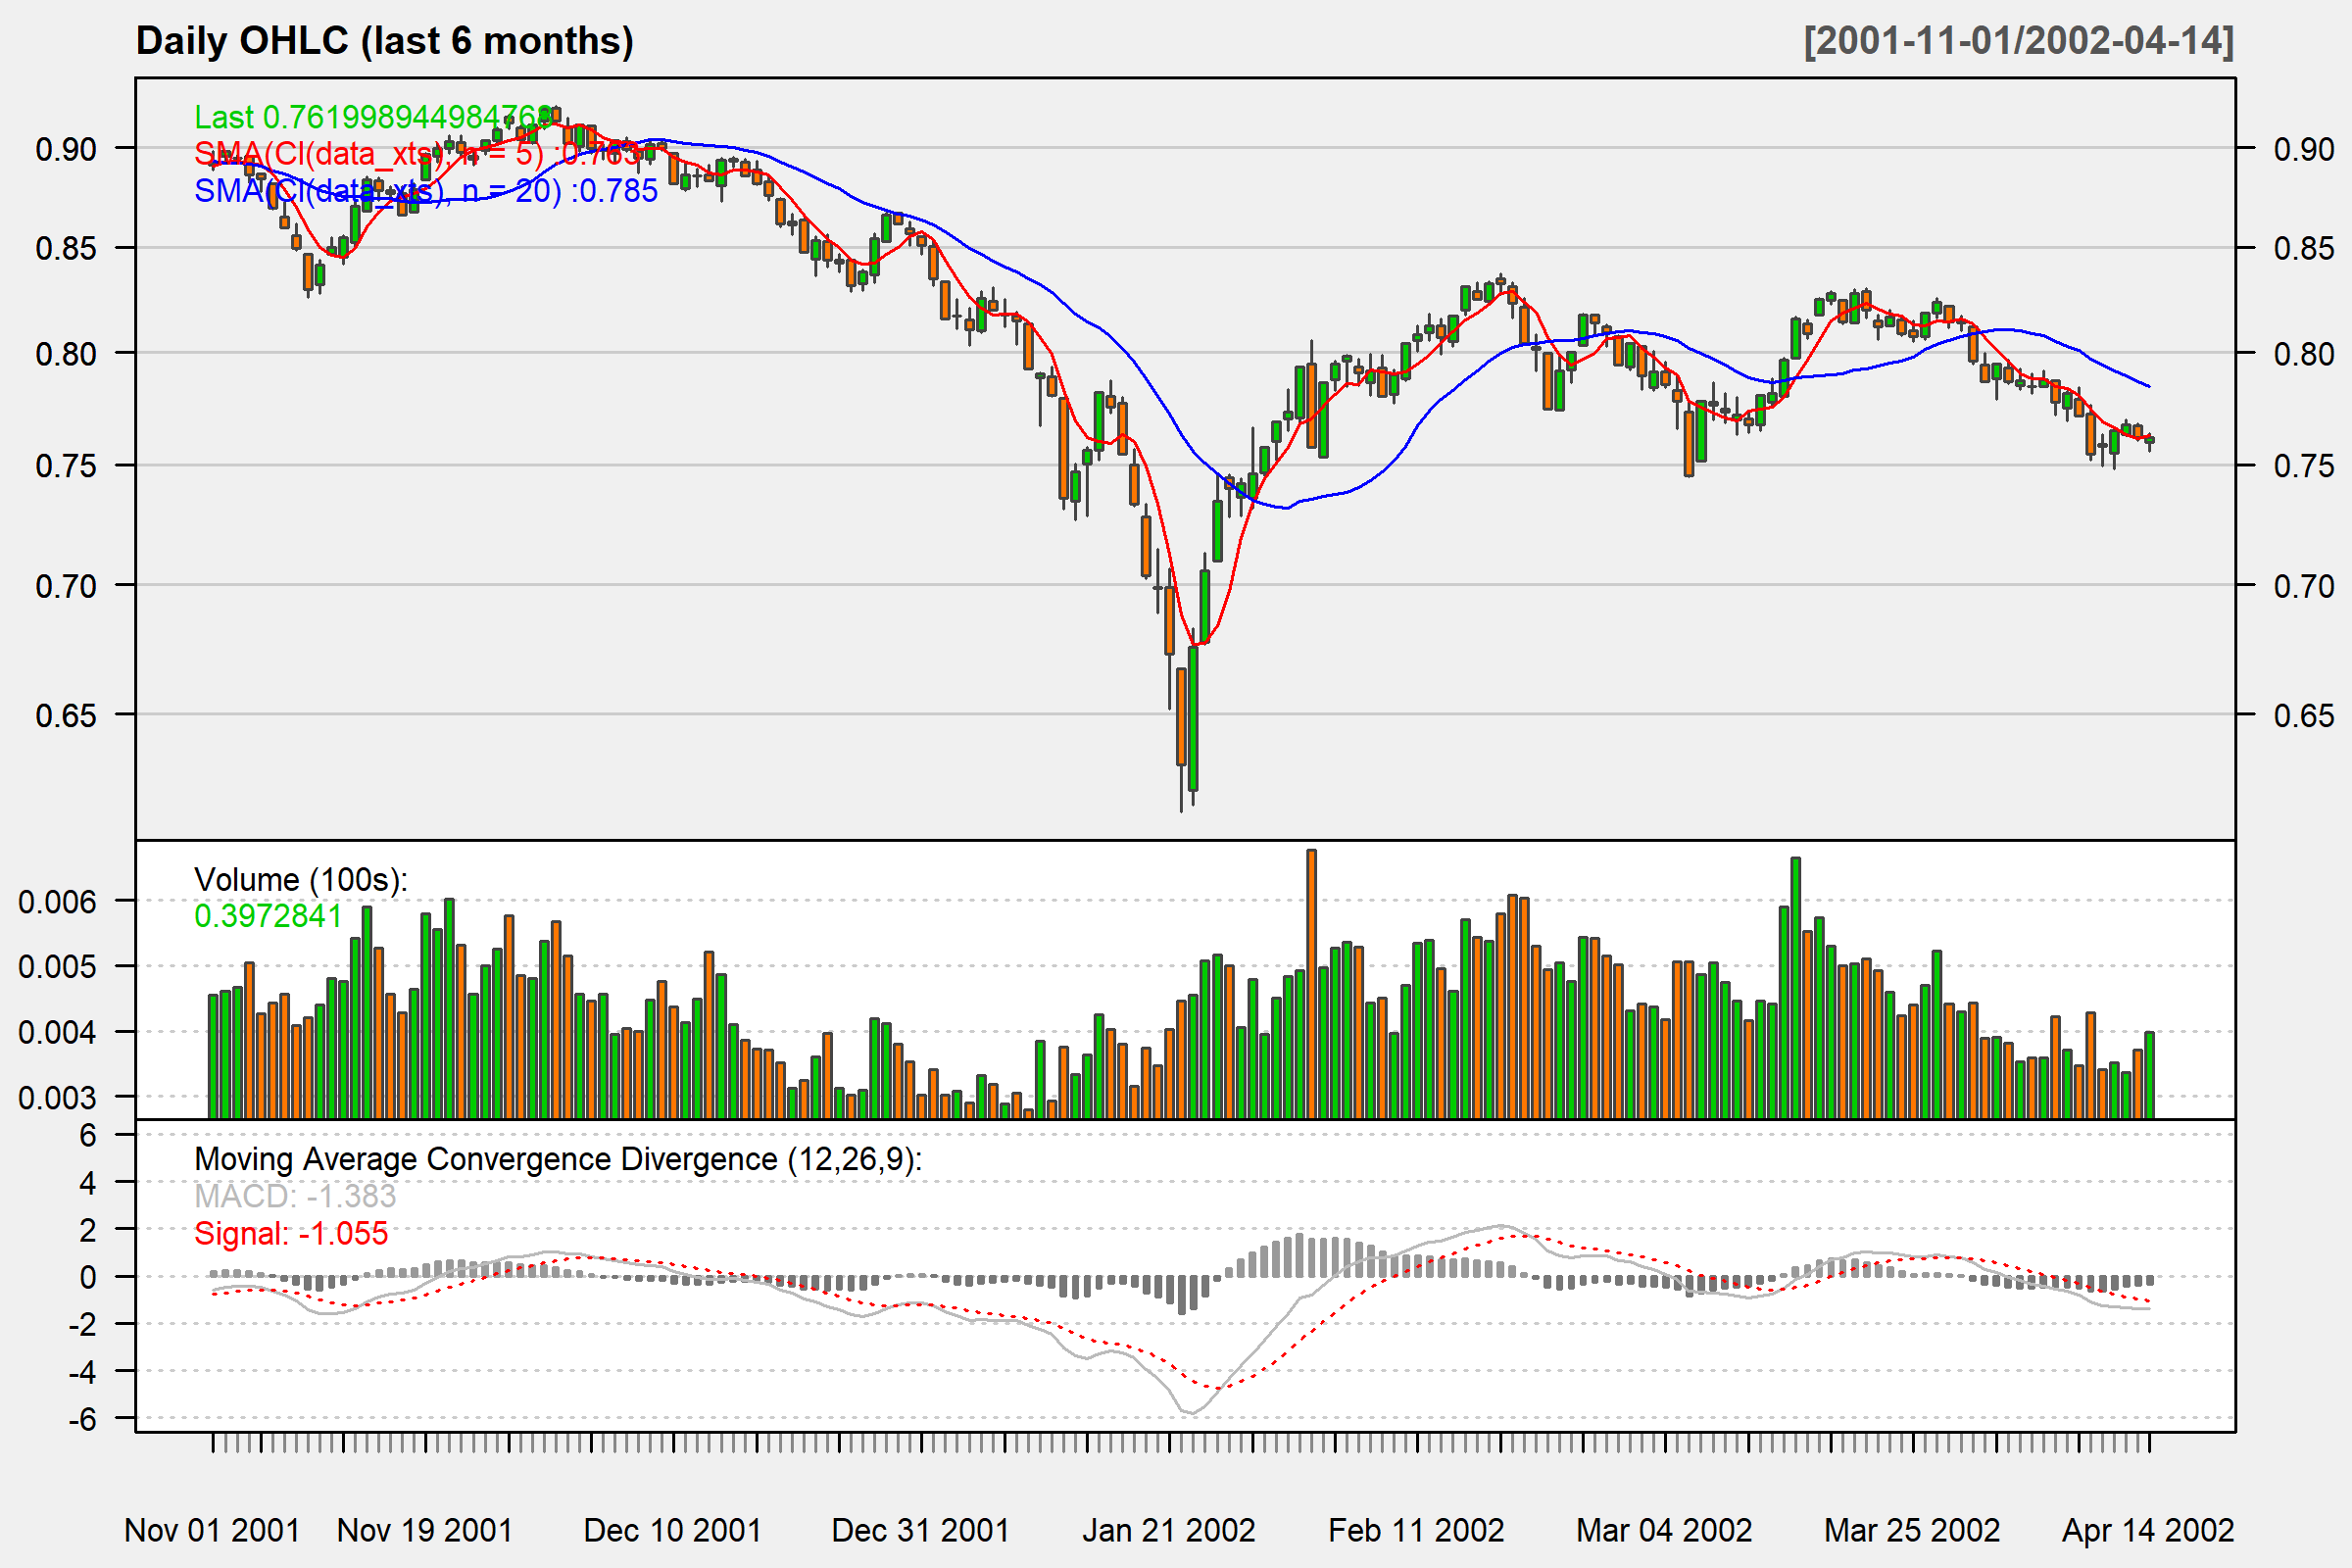 Daily OHLC (last 6 months) [2001-11-01/2002-04-14]
Last 0.761998944984768
SMA(Cl(data_xts), n = 5) :0.763
SMA(Cl(data_xts), n = 20) :0.785
0.90 0.90
0.85 0.85
0.80 0.80
0.75 0.75
0.70 0.70
0.65 0.65
Volume (100s):
0.3972841
0.006
0.005
0.004
0.003
Moving Average Convergence Divergence (12,26,9):
MACD: -1.383
Signal: -1.055
6
4
2
0
-2
-4
-6
Nov 01 2001 Nov 19 2001 Dec 10 2001 Dec 31 2001 Jan 21 2002 Feb 11 2002 Mar 04 2002 Mar 25 2002 Apr 14 2002